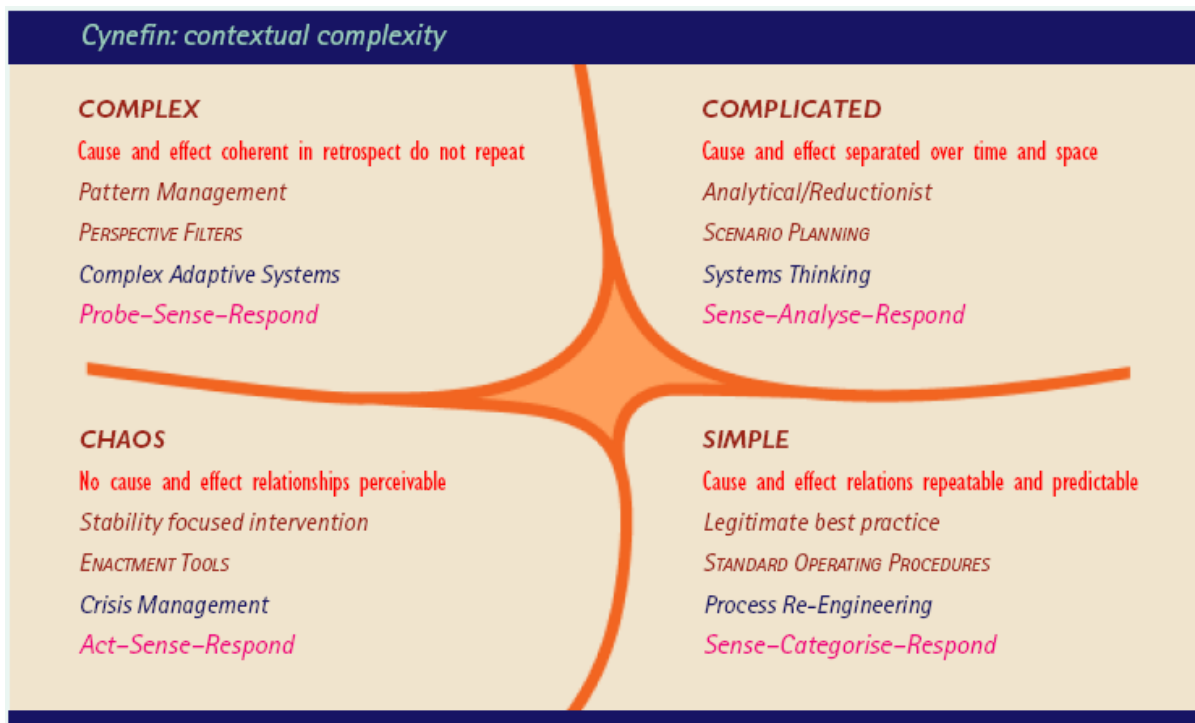 Cynefin: contextual complexity
COMPLEX
Cause and effect coherent in retrospect do not repeat
Pattern Management
PERSPECTIVE FILTERS
Complex Adaptive Systems
Probe–Sense–Respond
COMPLICATED
Cause and effect separated over time and space
Analytical/Reductionist
SCENARIO PLANNING
Systems Thinking
Sense–Analyse–Respond
CHAOS
No cause and effect relationships perceivable
Stability focused intervention
ENACTMENT TOOLS
Crisis Management
Act–Sense–Respond
SIMPLE
Cause and effect relations repeatable and predictable
Legitimate best practice
STANDARD OPERATING PROCEDURES
Process Re-Engineering
Sense–Categorise–Respond